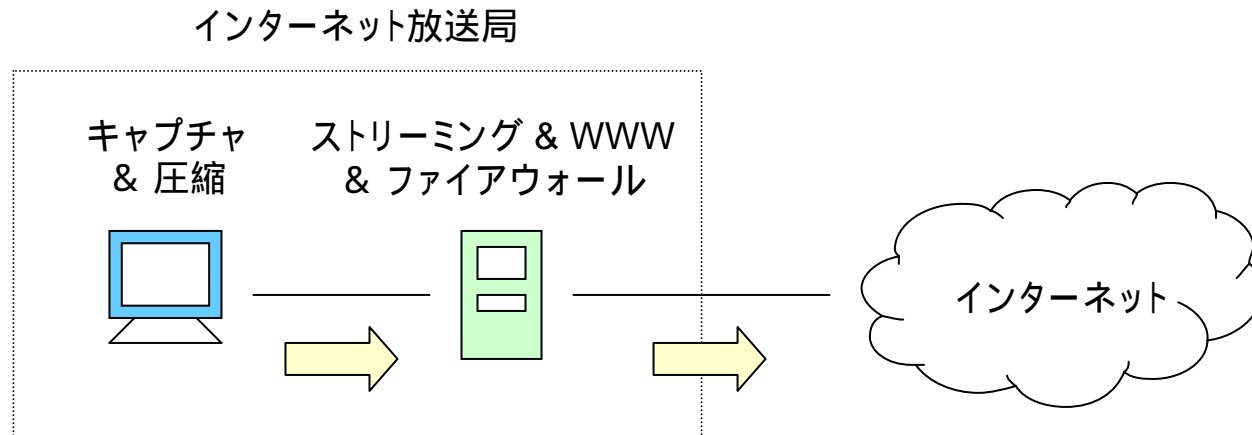 インターネット放送局
キャプチャ
& 圧縮
ストリーミング & WWW
& ファイアウォール
インターネット